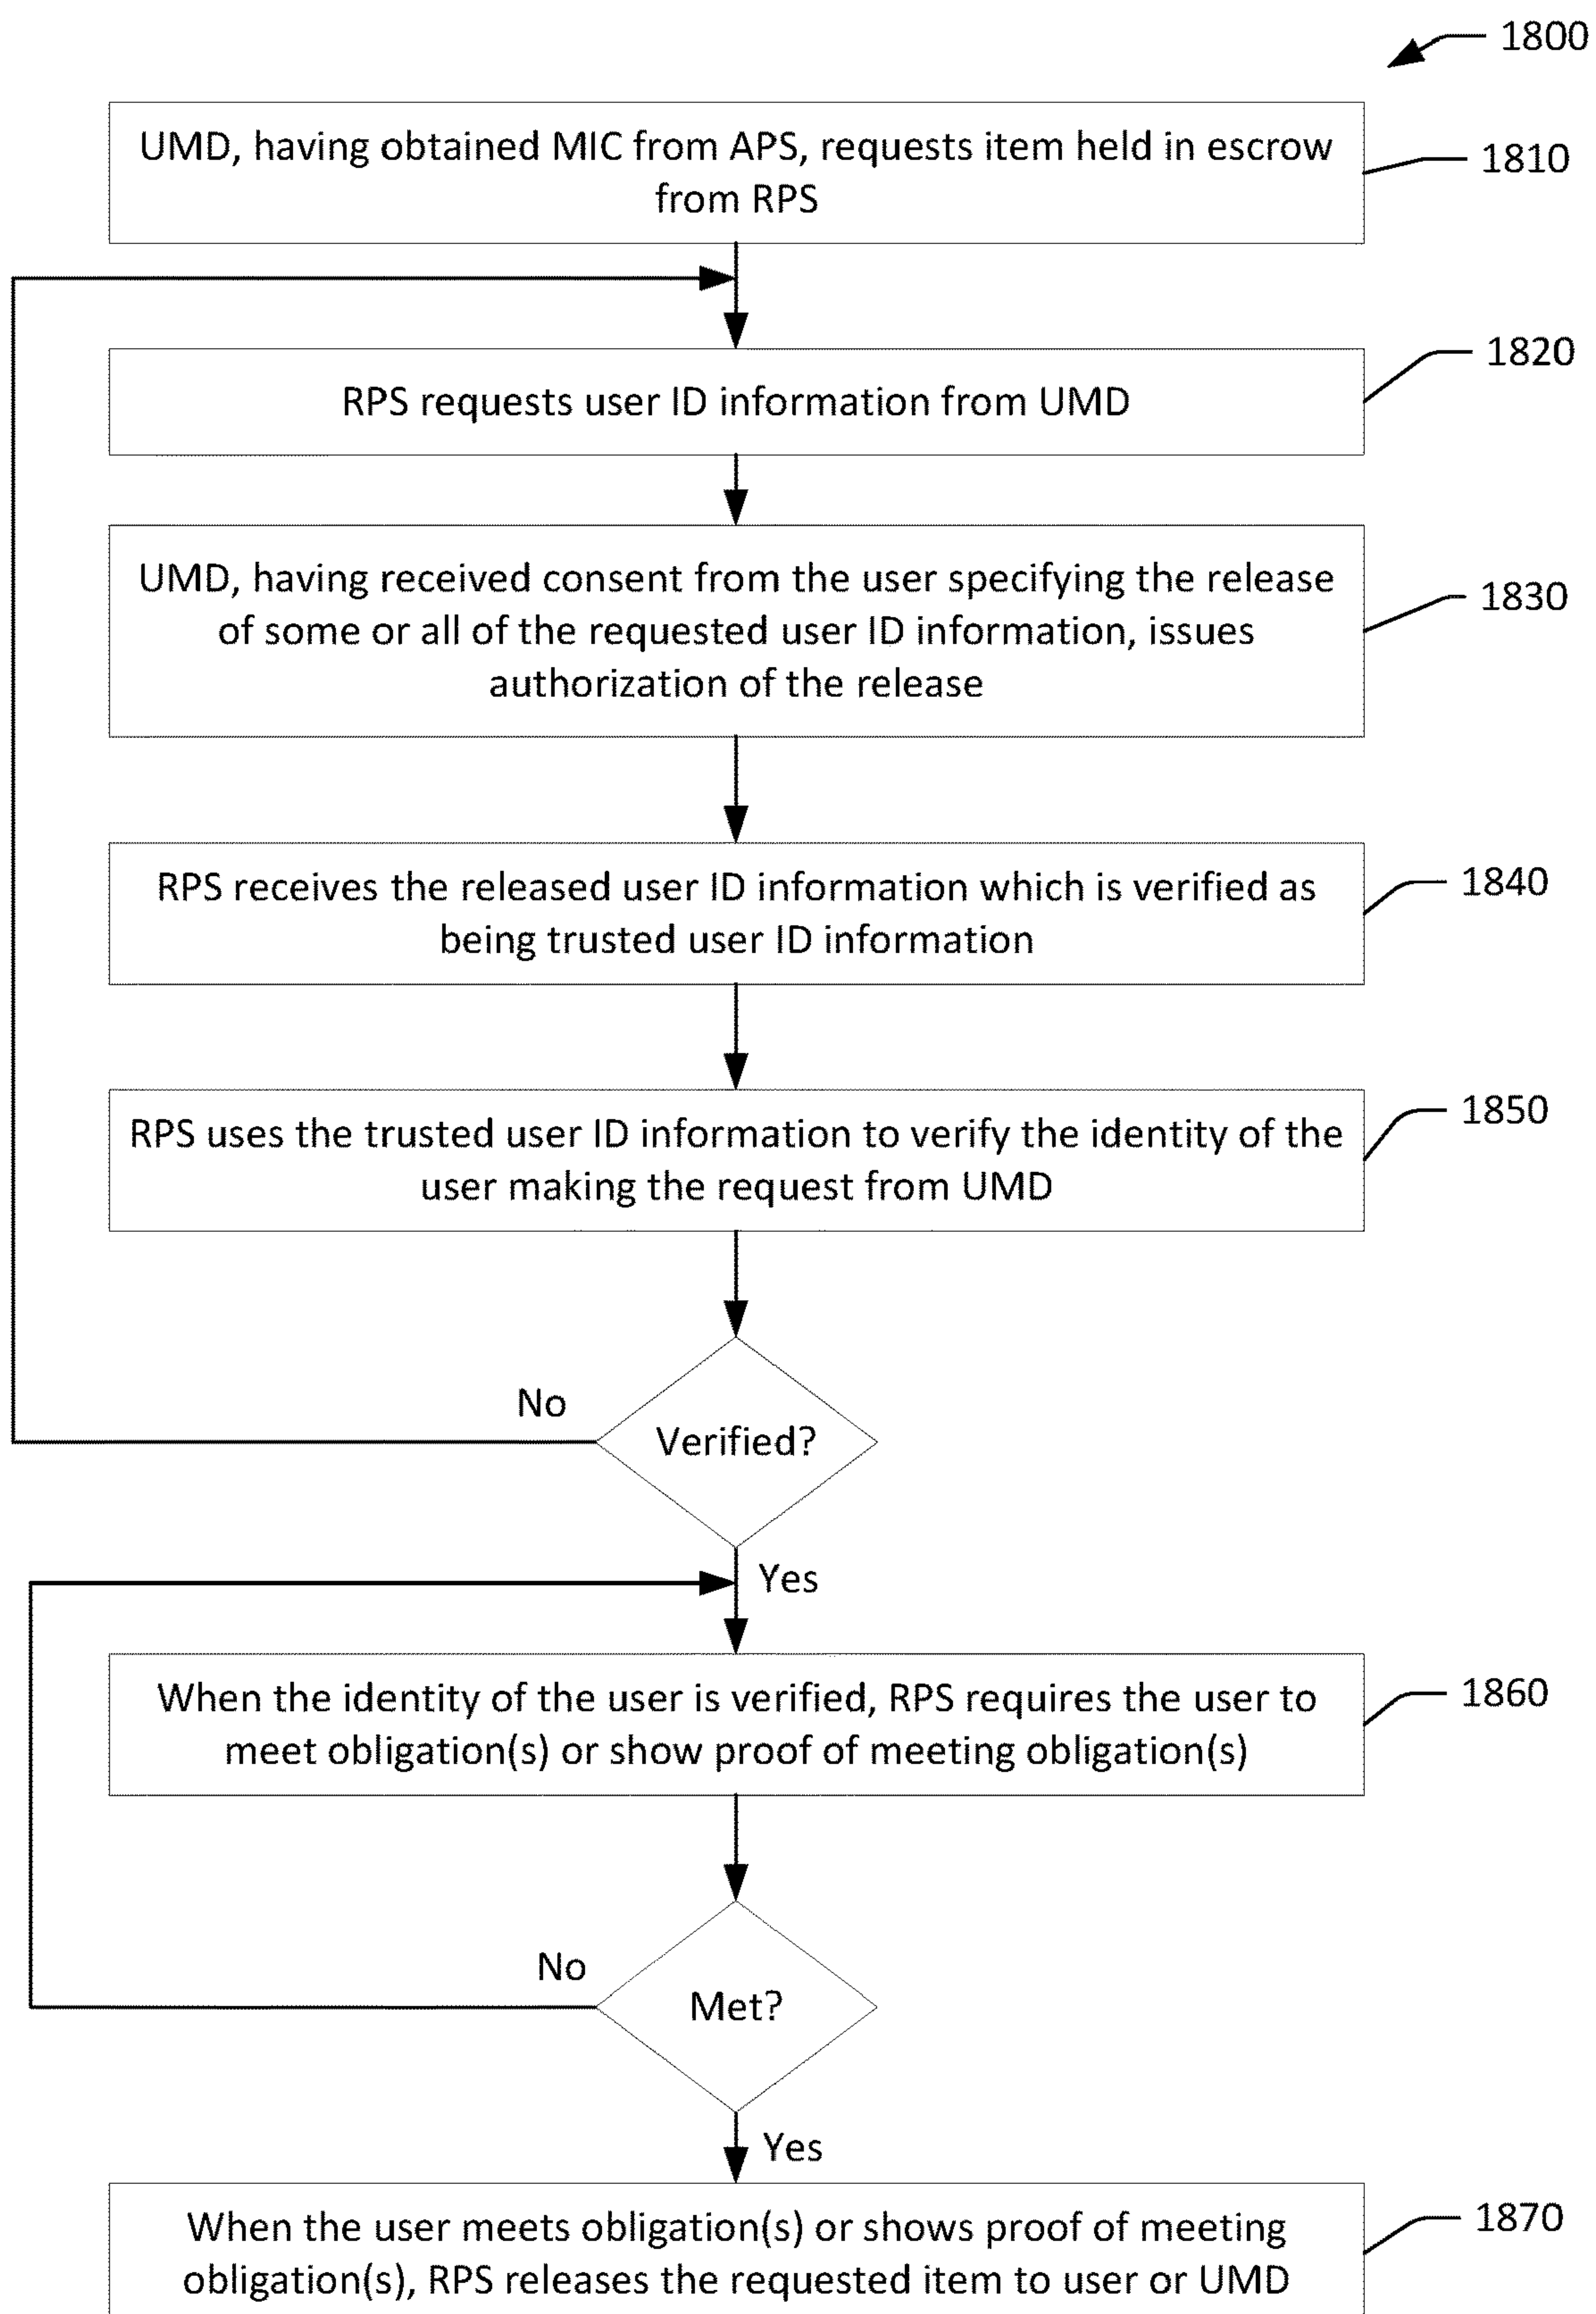 1800
UMD, having obtained MIC from APS, requests item held in escrow
from RPS
1810
RPS requests user ID information from UMD
1820
UMD, having received consent from the user specifying the release
of some or all of the requested user ID information, issues
authorization of the release
1830
RPS receives the released user ID information which is verified as
being trusted user ID information
1840
RPS uses the trusted user ID information to verify the identity of the
user making the request from UMD
1850
No
Verified?
Yes
When the identity of the user is verified, RPS requires the user to
meet obligation(s) or show proof of meeting obligation(s)
1860
No
Met?
Yes
When the user meets obligation(s) or shows proof of meeting
obligation(s), RPS releases the requested item to user or UMD
1870